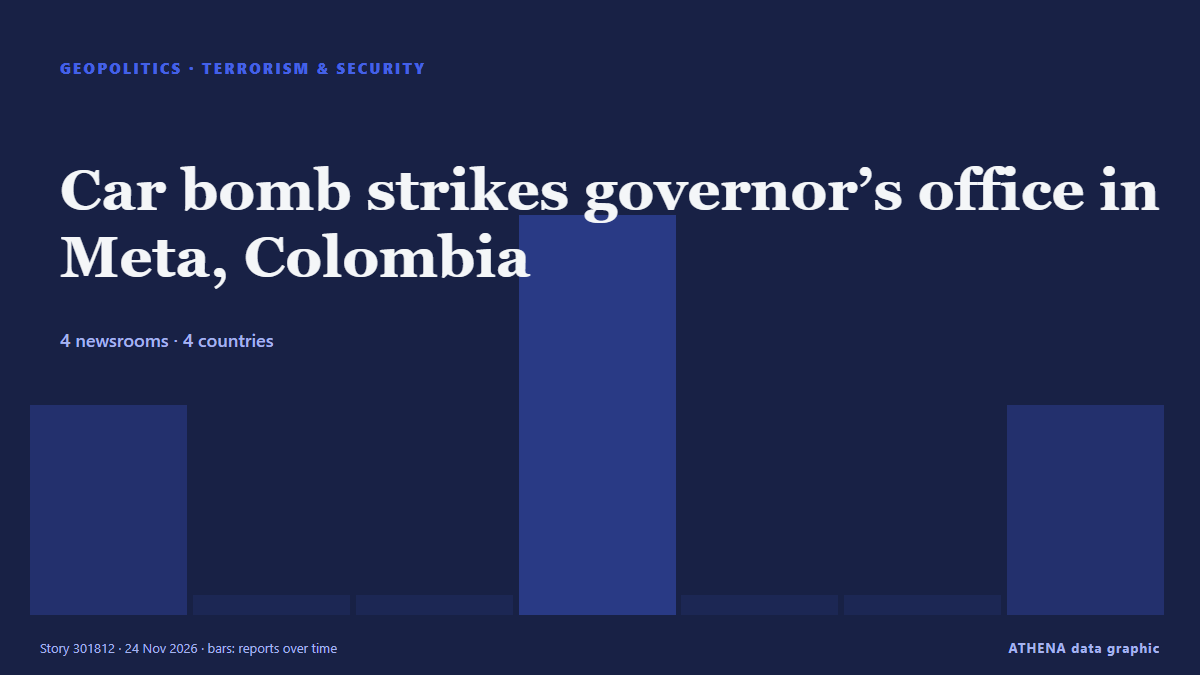 GEOPOLITICS · TERRORISM & SECURITY
Car bomb strikes governor’s office in
Meta, Colombia
4 newsrooms · 4 countries
Story 301812 · 24 Nov 2026 · bars: reports over time
ATHENA data graphic